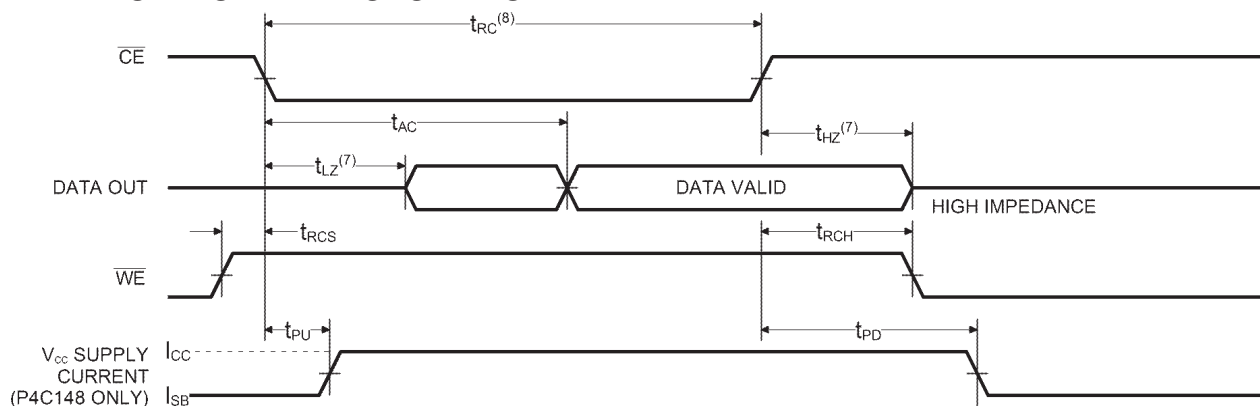 tRC(8)
CE
tAC
tHZ(7)
tLZ(7)
DATA OUT
DATA VALID
HIGH IMPEDANCE
tRCS
tRCH
WE
tPU
tPD
VCC SUPPLY ICC
CURRENT
(P4C148 ONLY) ISB